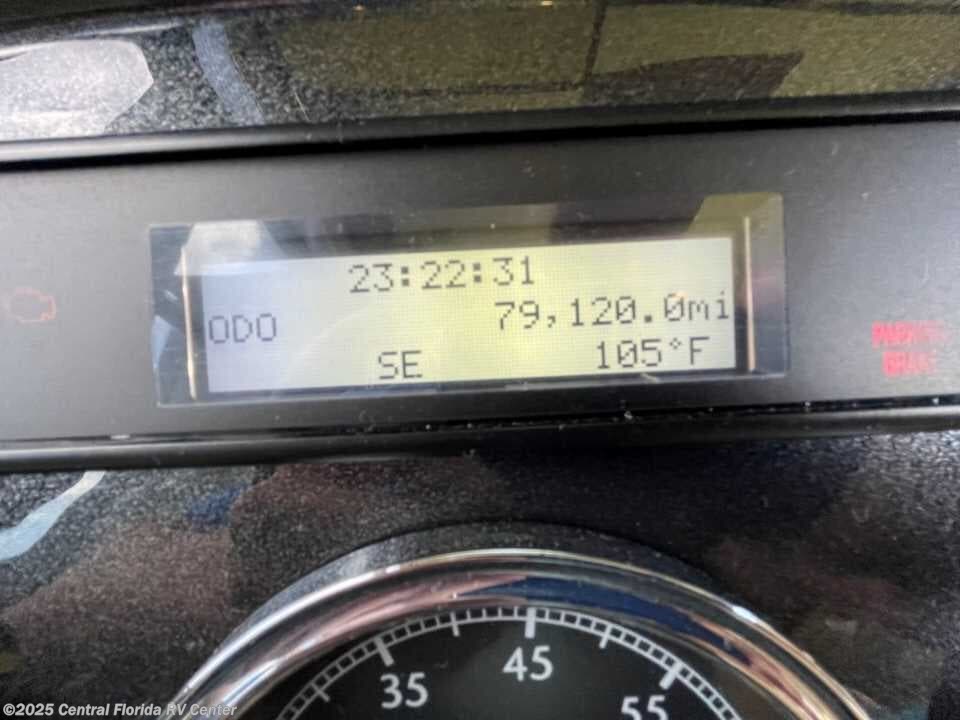 23:22:31
ODO 79,120.0mi
SE 105°F
PARKING
BRAKE
35 45 55
©2025 Central Florida RV Center